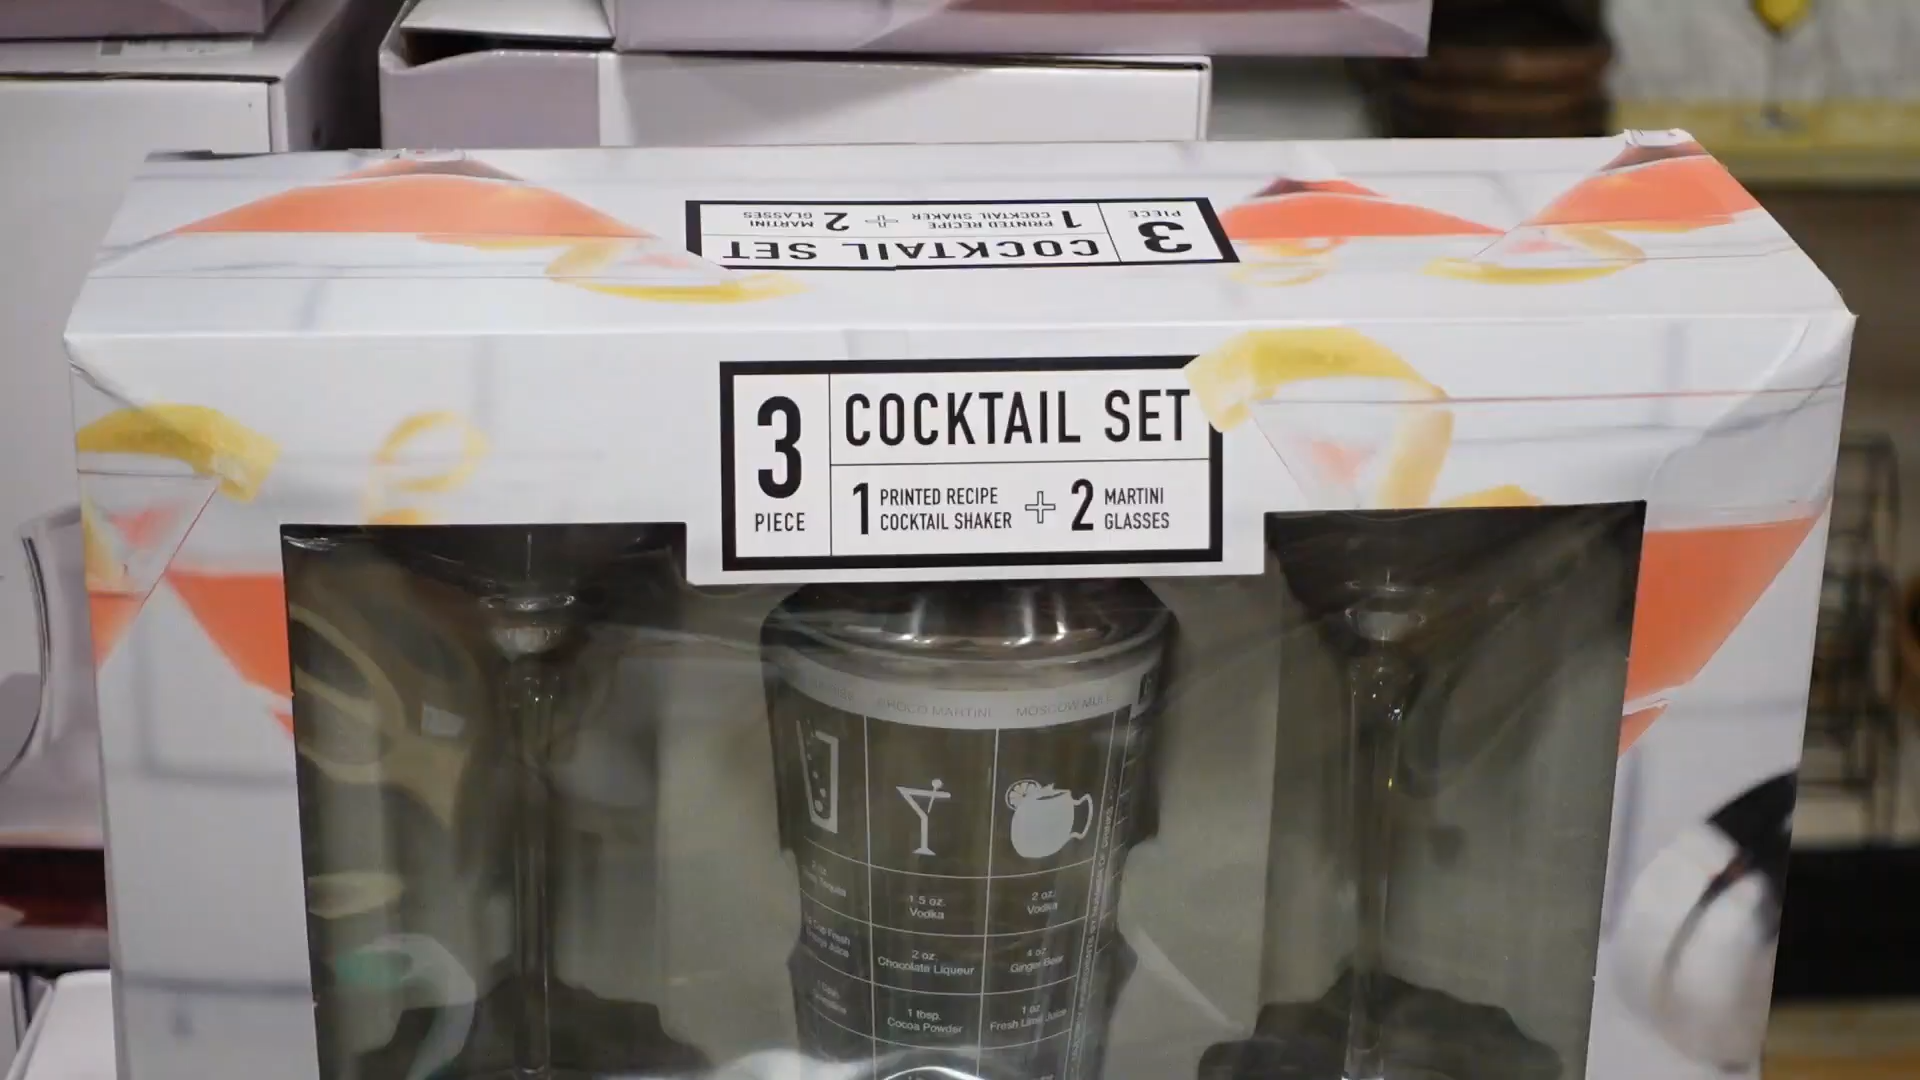 3
PIECE
COCKTAIL SET
1 PRINTED RECIPE
COCKTAIL SHAKER
+ 2 MARTINI
GLASSES
3
PIECE
COCKTAIL SET
1 PRINTED RECIPE
COCKTAIL SHAKER
+ 2 MARTINI
GLASSES
CHOCO MARTINI
MOSCOW MULE
1.5 oz.
Vodka
2 oz.
Vodka
2 oz.
Chocolate Liqueur
4 oz.
Ginger Beer
1 tbsp.
Cocoa Powder
1 oz.
Fresh Lime Juice